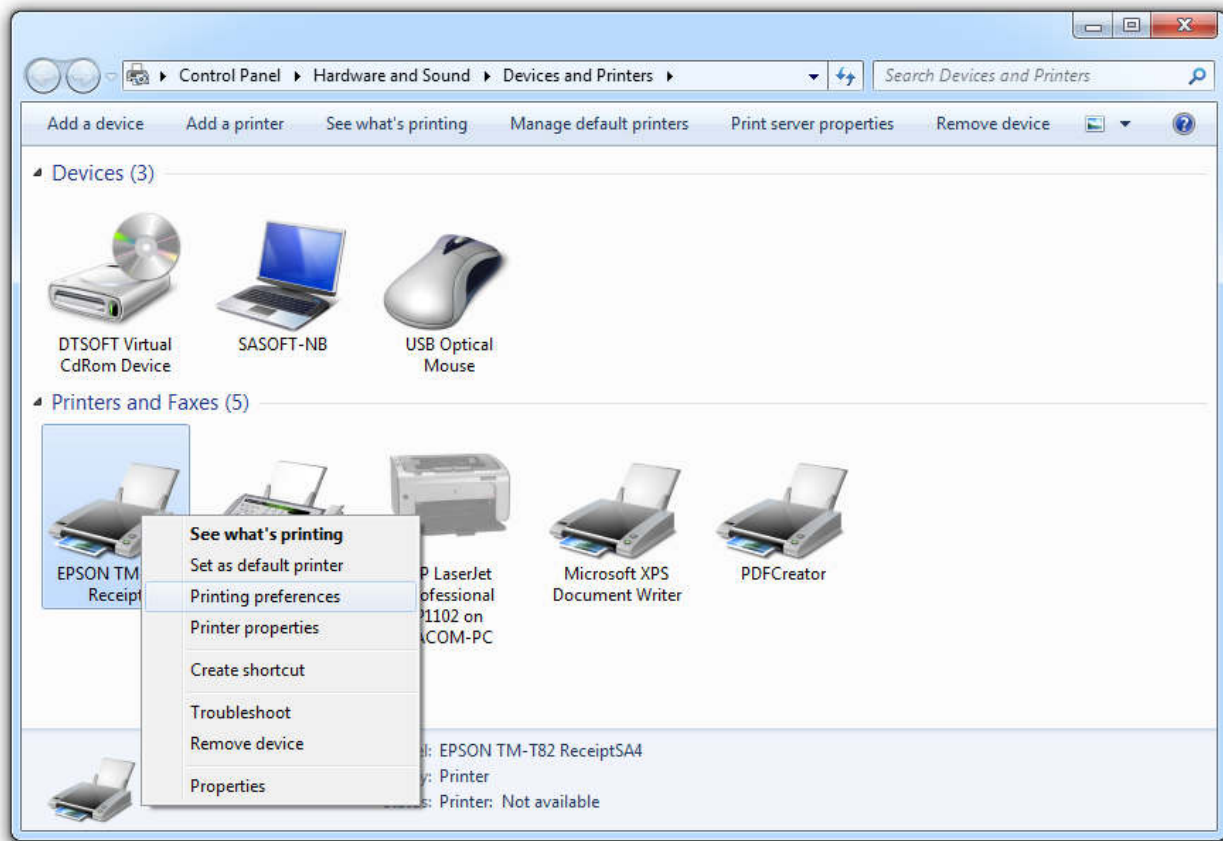 Control Panel Hardware and Sound Devices and Printers Search Devices and Printers
Add a device Add a printer See what's printing Manage default printers Print server properties Remove device
Devices (3)
DTSOFT Virtual
CdRom Device
SASOFT-NB
USB Optical
Mouse
Printers and Faxes (5)
EPSON TM
Receipt
P LaserJet
ofessional
P1102 on
ACOM-PC
Microsoft XPS
Document Writer
PDFCreator
See what's printing
Set as default printer
Printing preferences
Printer properties
Create shortcut
Troubleshoot
Remove device
Properties
EPSON TM-T82 ReceiptSA4
Printer
Printer: Not available